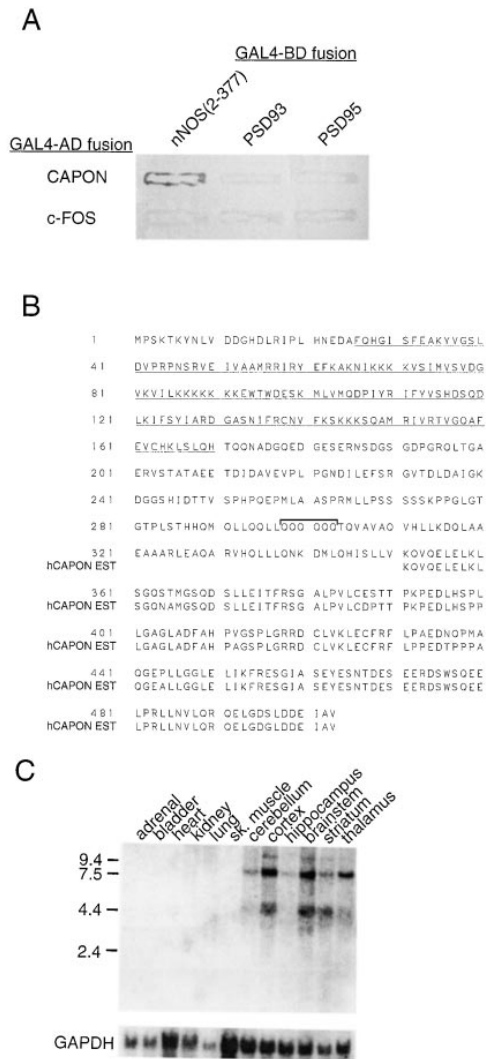 A
GAL4-BD fusion
nNOS(2-377)
PSD93
PSD95
GAL4-AD fusion
CAPON
c-FOS
B
1 MPSKTKYNLV DDGHDLRIPL HNEDAFQHGI SFEAKYVGSL
41 DVPRPNSRVE IVAAMRRIRY EFKAKNIKKK KVSIMVSVDG
81 VKVILKKKKK KKEWTWDESK MLVMQDPIYR IFYVSHDSQD
121 LKIFSYIARD GASNIFRCNV FKSKKKSQAM RIVRTVGQAF
161 EVCHKLSLQH TQQNADGQED GESERNSDGS GDPGRQLTGA
201 ERVSTATAEE TDIDAVEVPL PGNDILEFSR GVTDLDAIGK
241 DGGSHIDTTV SPHPQEPMLA ASPRMLLPSS SSSKPPGLGT
281 GTPLSTHHQM QLLQQLLQQQ QQQTQVAVAQ VHLLKDQLAA
321 EAAARLEAQA RVHQLLLQNK DMLQHISLLV KQVQELELKL
hCAPON EST KQVQELELKL
361 SGQSTMGSQD SLLEITFRSG ALPVLCESTT PKPEDLHSPL
hCAPON EST SGQNAMGSQD SLLEITFRSG ALPVLCDPTT PKPEDLHSPP
401 LGAGLADFAH PVGSPLGRRD CLVKLECFRF LPAEDNQPMA
hCAPON EST LGAGLADFAH PAGSPLGRRD CLVKLECFRF LPPEDTPPPA
441 QGEPLLGGLE LIKFRESGIA SEYESNTDES EERDSWSQEE
hCAPON EST QGEALLGGLE LIKFRESGIA SEYESNTDES EERDSWSQEE
481 LPRLLNVLQR QELGDSLDDE IAV
hCAPON EST LPRLLNVLQR QELGDGLDDE IAV
C
adrenal
bladder
heart
kidney
lung
sk. muscle
cerebellum
cortex
hippocampus
brainstem
striatum
thalamus
9.4
7.5
4.4
2.4
GAPDH